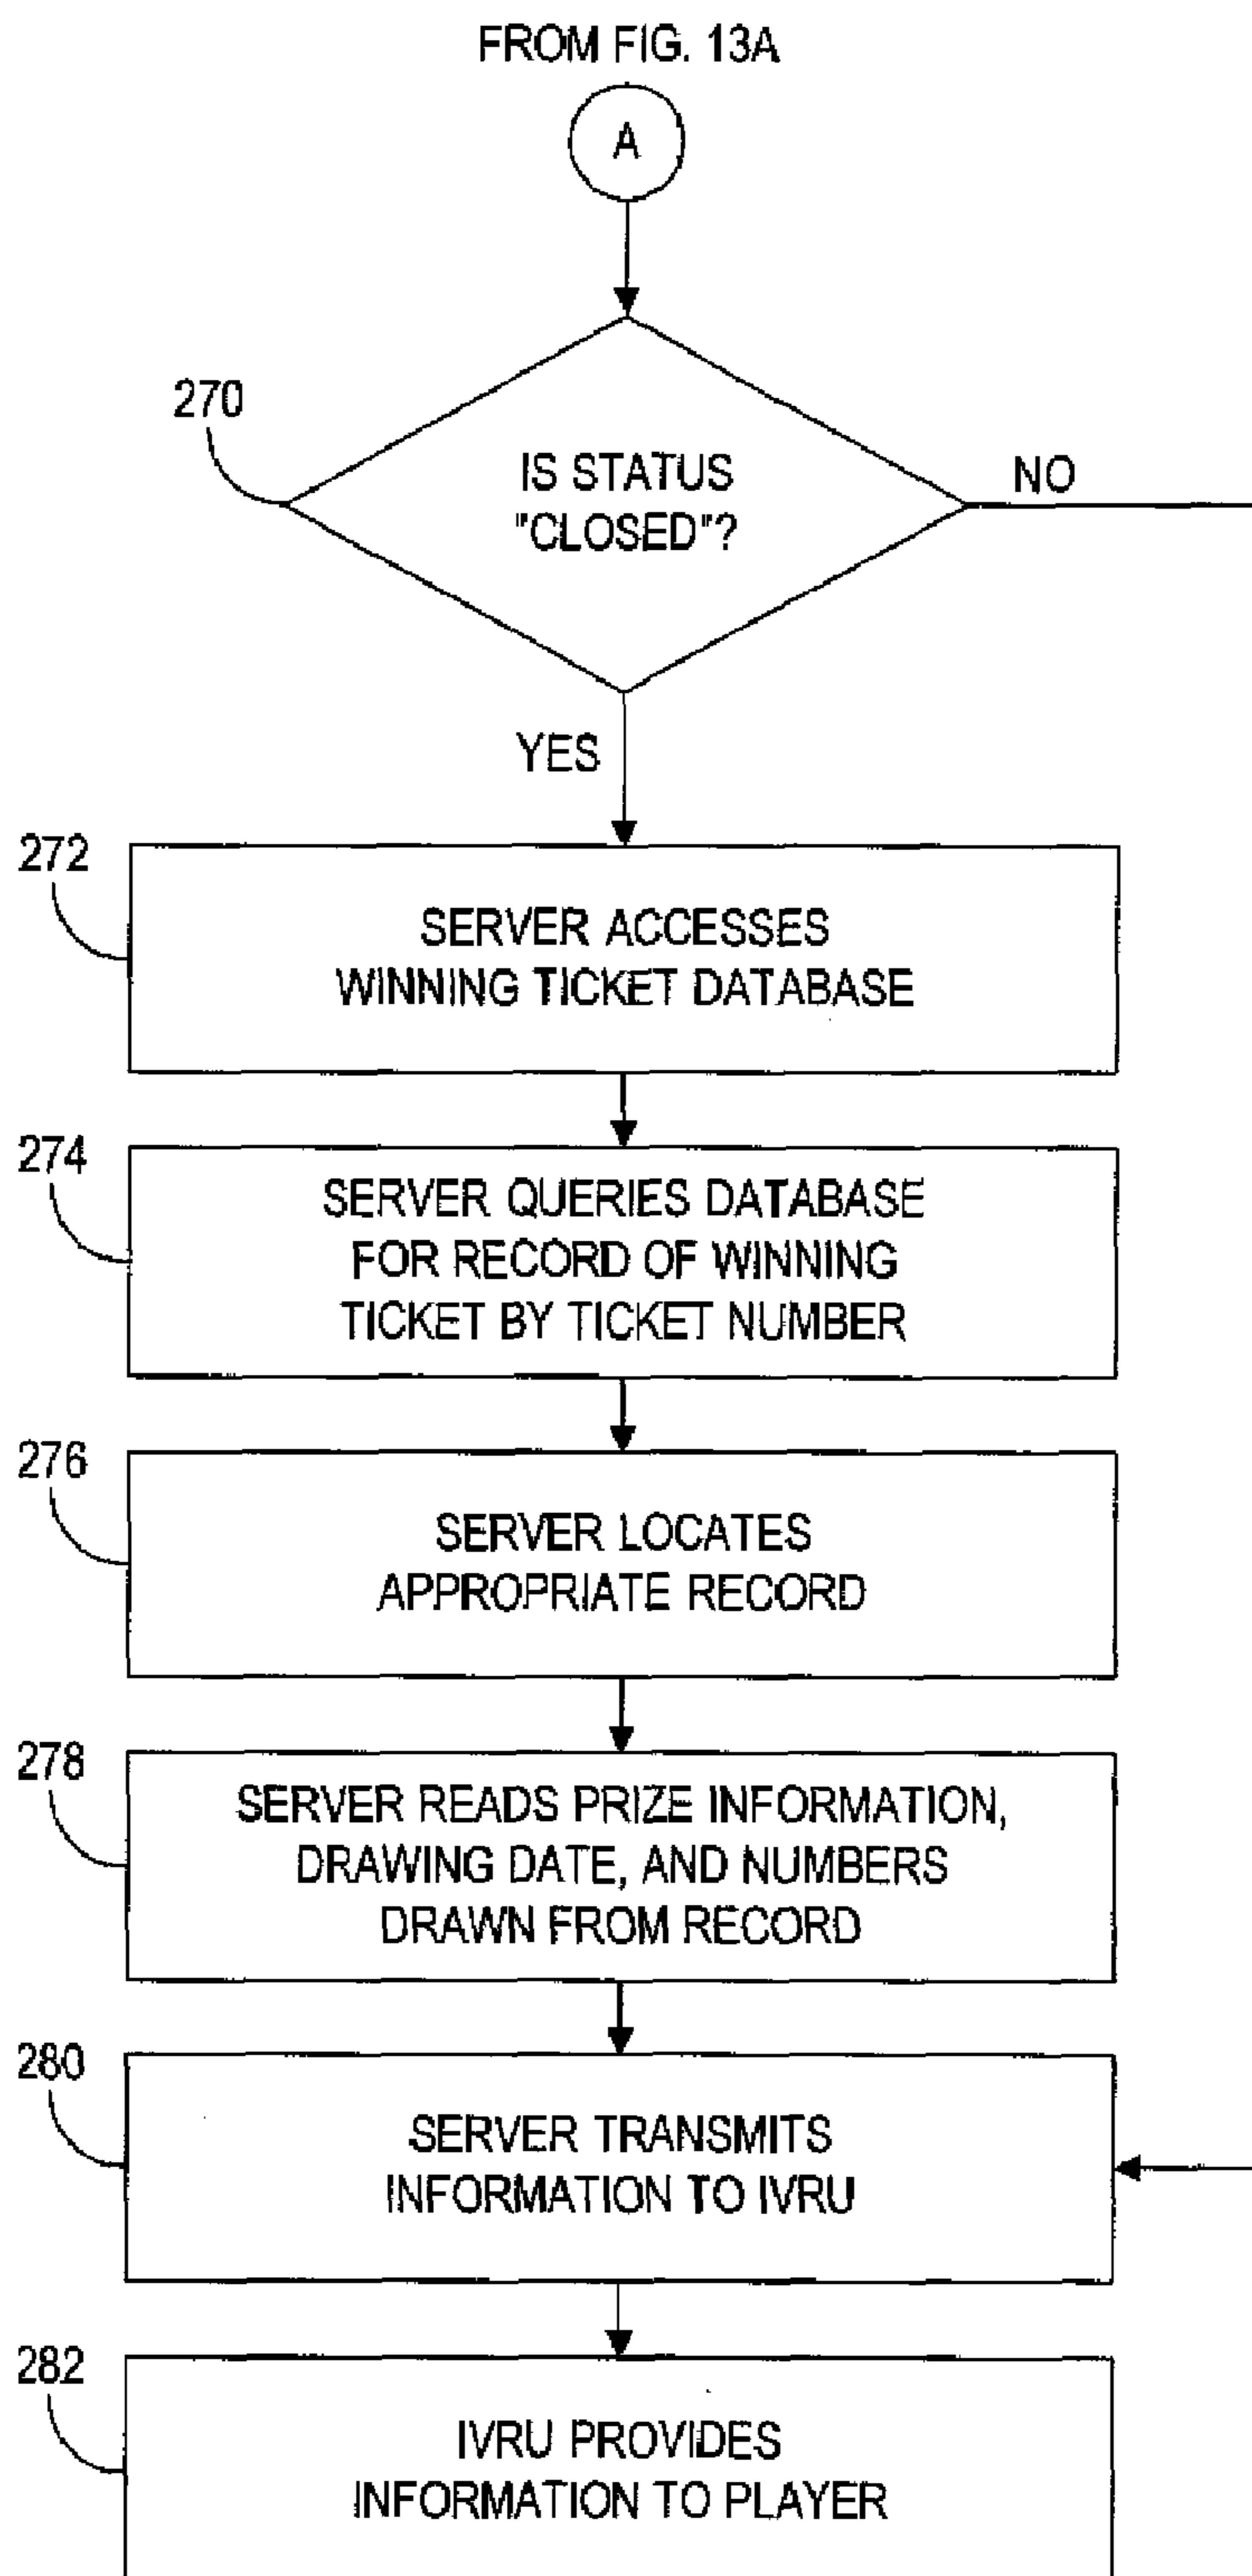 FROM FIG. 13A
A
270
IS STATUS
"CLOSED"?
NO
YES
272
SERVER ACCESSES
WINNING TICKET DATABASE
274
SERVER QUERIES DATABASE
FOR RECORD OF WINNING
TICKET BY TICKET NUMBER
276
SERVER LOCATES
APPROPRIATE RECORD
278
SERVER READS PRIZE INFORMATION,
DRAWING DATE, AND NUMBERS
DRAWN FROM RECORD
280
SERVER TRANSMITS
INFORMATION TO IVRU
282
IVRU PROVIDES
INFORMATION TO PLAYER